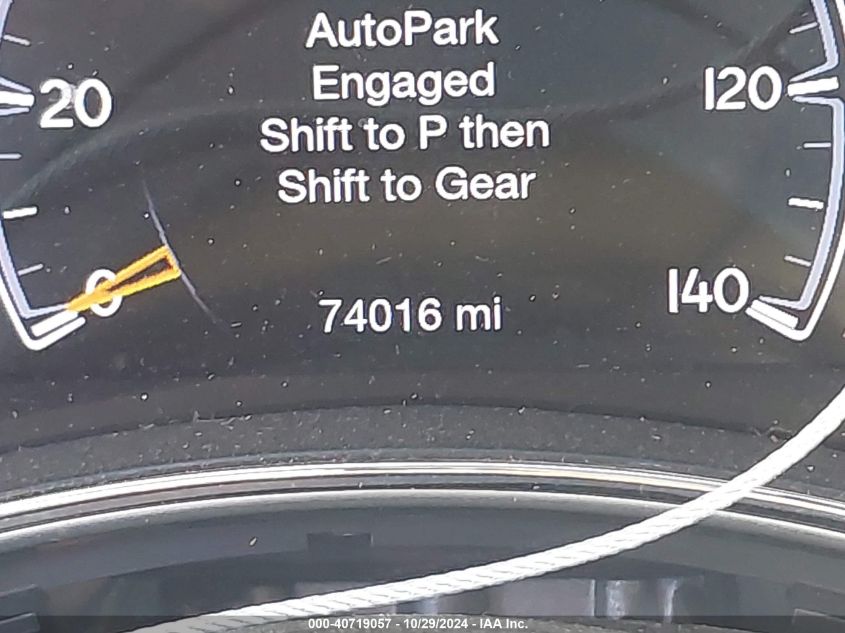 AutoPark
Engaged
Shift to P then
Shift to Gear
20
120
0
140
74016 mi
000-40719057 - 10/29/2024 - IAA Inc.